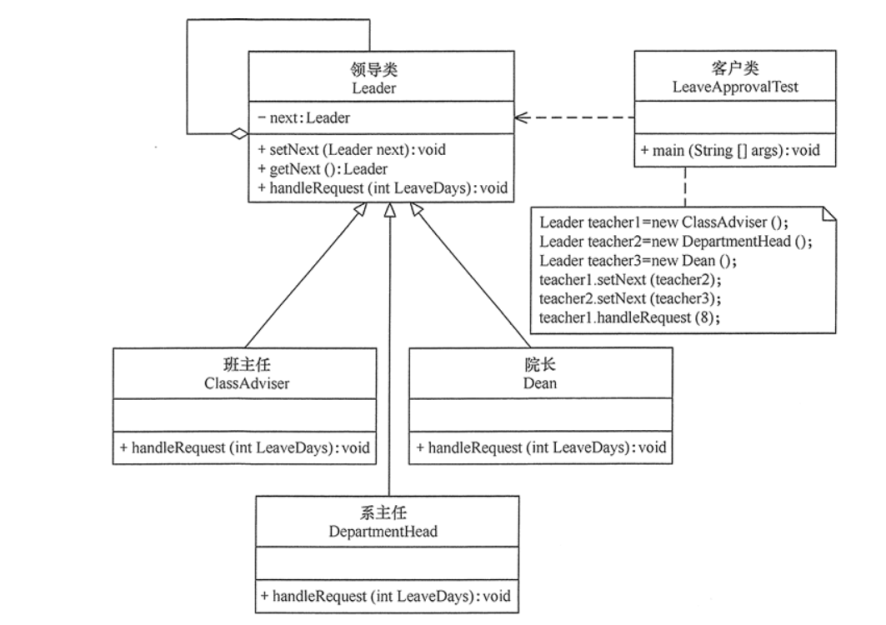 领导类
Leader
- next:Leader
+ setNext (Leader next):void
+ getNext ():Leader
+ handleRequest (int LeaveDays):void
客户类
LeaveApprovalTest
+ main (String [] args):void
Leader teacher1=new ClassAdviser ();
Leader teacher2=new DepartmentHead ();
Leader teacher3=new Dean ();
teacher1.setNext (teacher2);
teacher2.setNext (teacher3);
teacher1.handleRequest (8);
班主任
ClassAdviser
+ handleRequest (int LeaveDays):void
院长
Dean
+ handleRequest (int LeaveDays):void
系主任
DepartmentHead
+ handleRequest (int LeaveDays):void